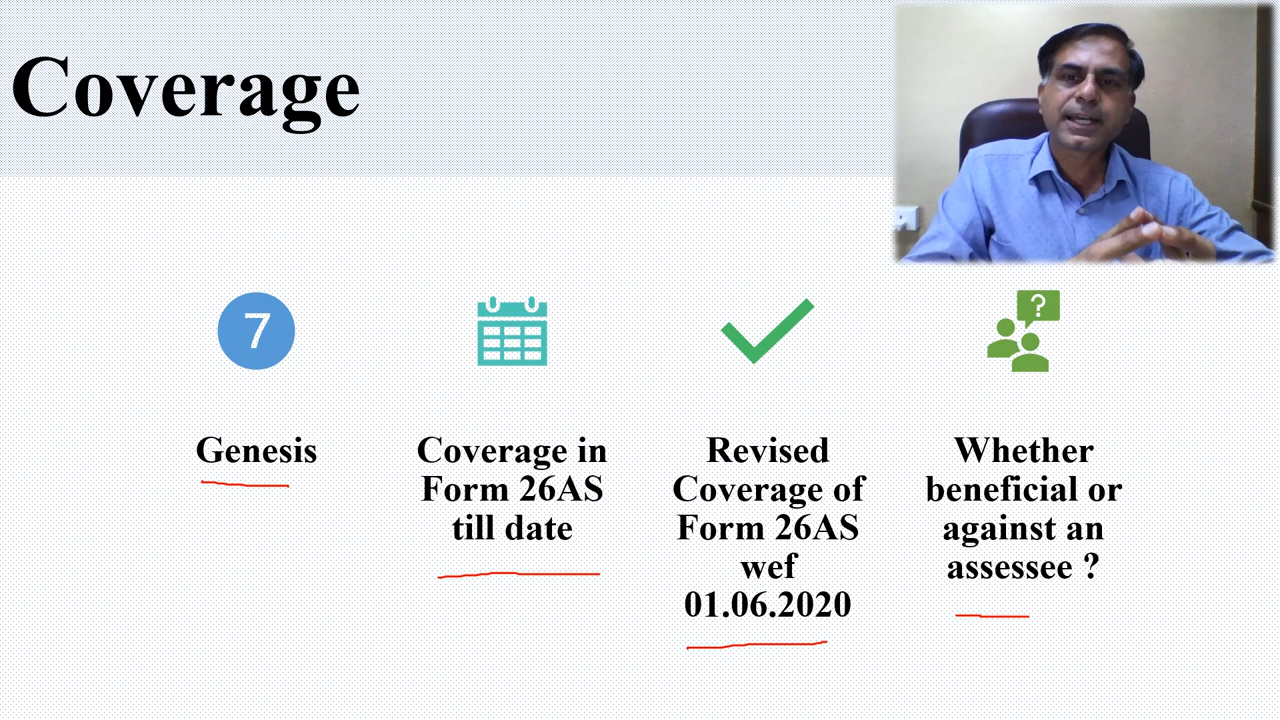 Coverage
7
?
Genesis
Coverage in
Form 26AS
till date
Revised
Coverage of
Form 26AS
wef
01.06.2020
Whether
beneficial or
against an
assessee ?